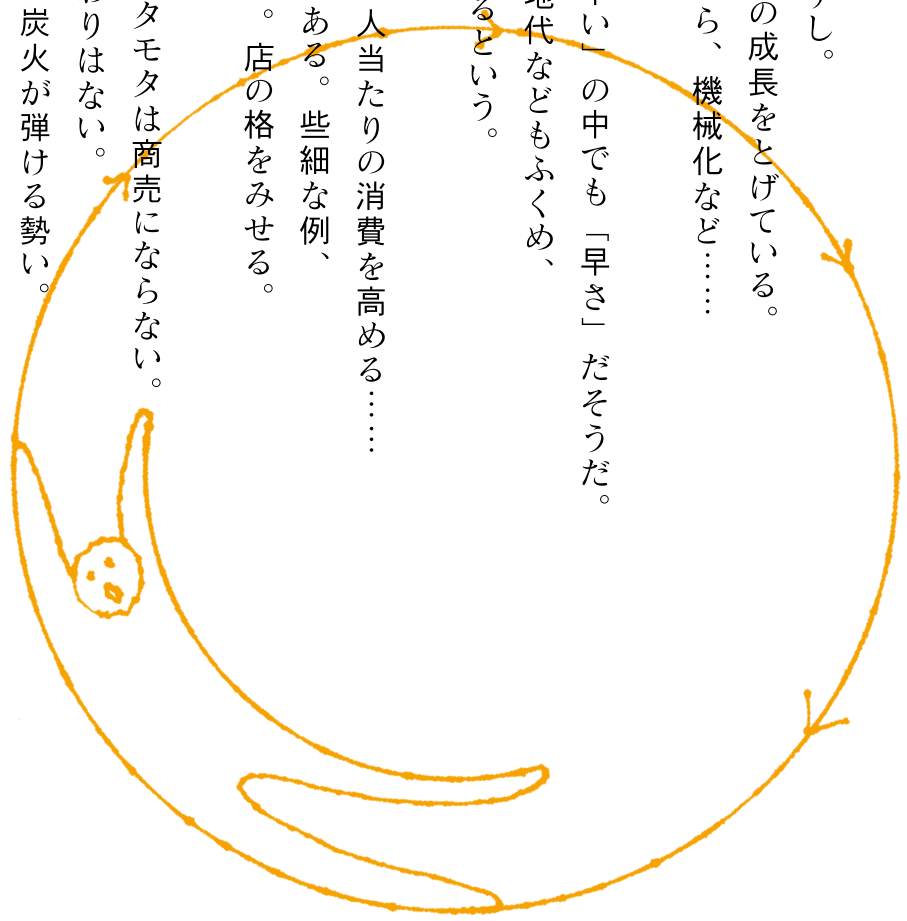 すし。
の成長をとげている。
ら、機械化など……
い」の中でも「早さ」だそうだ。
地代などもふくめ、
るという。
人当たりの消費を高める……
ある。些細な例、
。店の格をみせる。
タモタは商売にならない。
わりはない。
炭火が弾ける勢い。